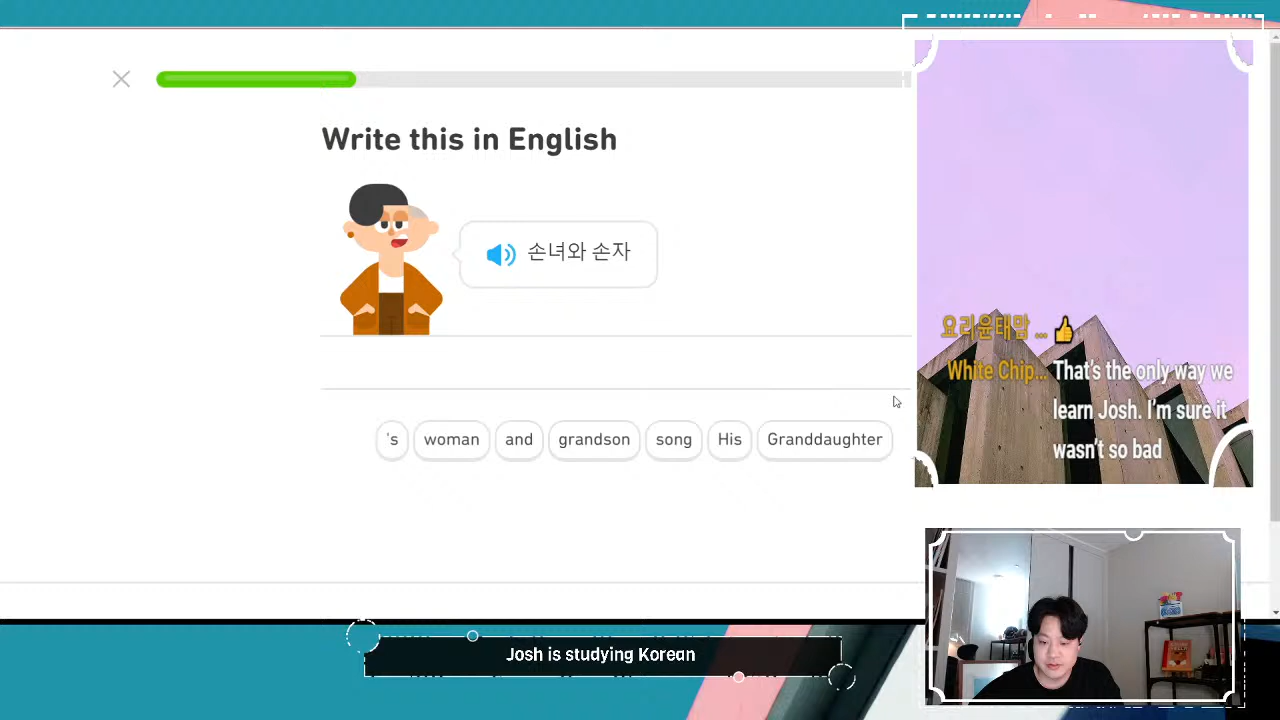 Write this in English
손녀와 손자
's woman and grandson song His Granddaughter
요리윤태맘 ... 👍
White Chip... That's the only way we
learn Josh. I'm sure it
wasn't so bad
Josh is studying Korean